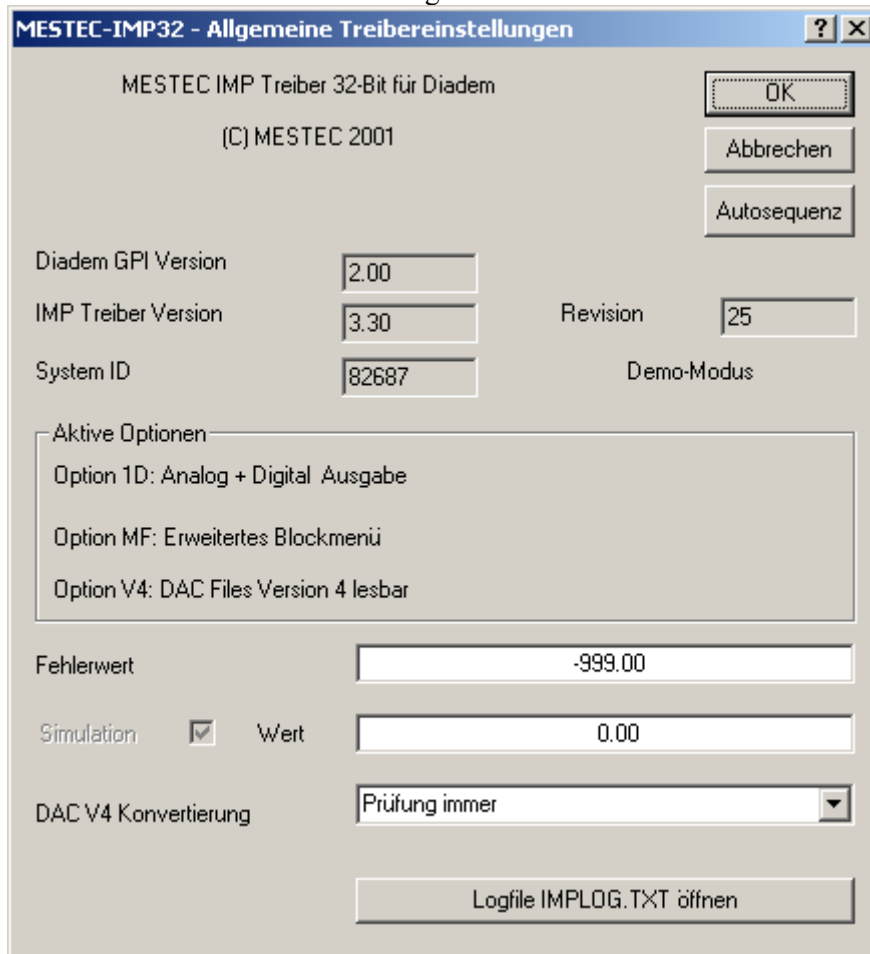 MESTEC-IMP32 - Allgemeine Treibereinstellungen
MESTEC IMP Treiber 32-Bit für Diadem
OK
(C) MESTEC 2001
Abbrechen
Autosequenz
Diadem GPI Version 2.00
IMP Treiber Version 3.30 Revision 25
System ID 82687 Demo-Modus
Aktive Optionen
Option 1D: Analog + Digital Ausgabe
Option MF: Erweitertes Blockmenü
Option V4: DAC Files Version 4 lesbar
Fehlerwert -999.00
Simulation Wert 0.00
DAC V4 Konvertierung Prüfung immer
Logfile IMPLOG.TXT öffnen